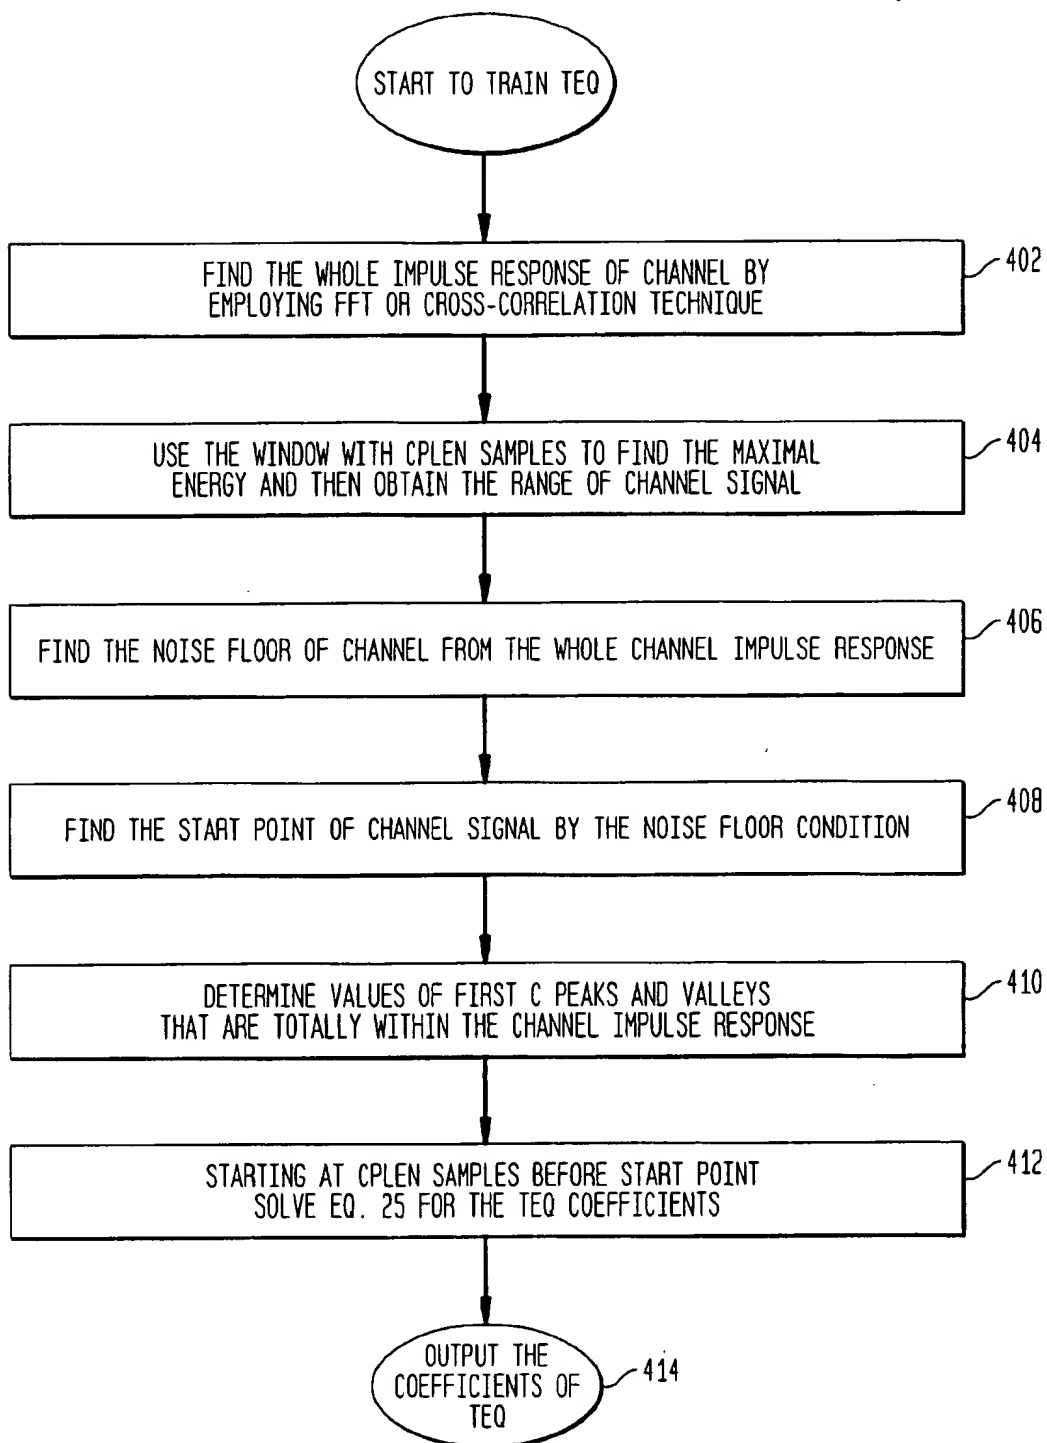 START TO TRAIN TEQ
FIND THE WHOLE IMPULSE RESPONSE OF CHANNEL BY
EMPLOYING FFT OR CROSS-CORRELATION TECHNIQUE
402
USE THE WINDOW WITH CPLEN SAMPLES TO FIND THE MAXIMAL
ENERGY AND THEN OBTAIN THE RANGE OF CHANNEL SIGNAL
404
FIND THE NOISE FLOOR OF CHANNEL FROM THE WHOLE CHANNEL IMPULSE RESPONSE
406
FIND THE START POINT OF CHANNEL SIGNAL BY THE NOISE FLOOR CONDITION
408
DETERMINE VALUES OF FIRST C PEAKS AND VALLEYS
THAT ARE TOTALLY WITHIN THE CHANNEL IMPULSE RESPONSE
410
STARTING AT CPLEN SAMPLES BEFORE START POINT
SOLVE EQ. 25 FOR THE TEQ COEFFICIENTS
412
OUTPUT THE
COEFFICIENTS OF
TEQ
414